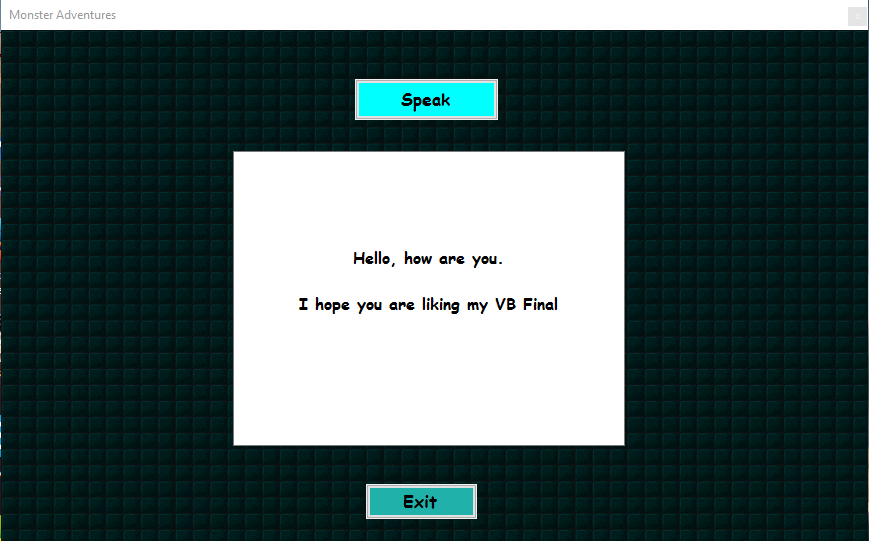 Monster Adventures
Speak
Hello, how are you.
I hope you are liking my VB Final
Exit